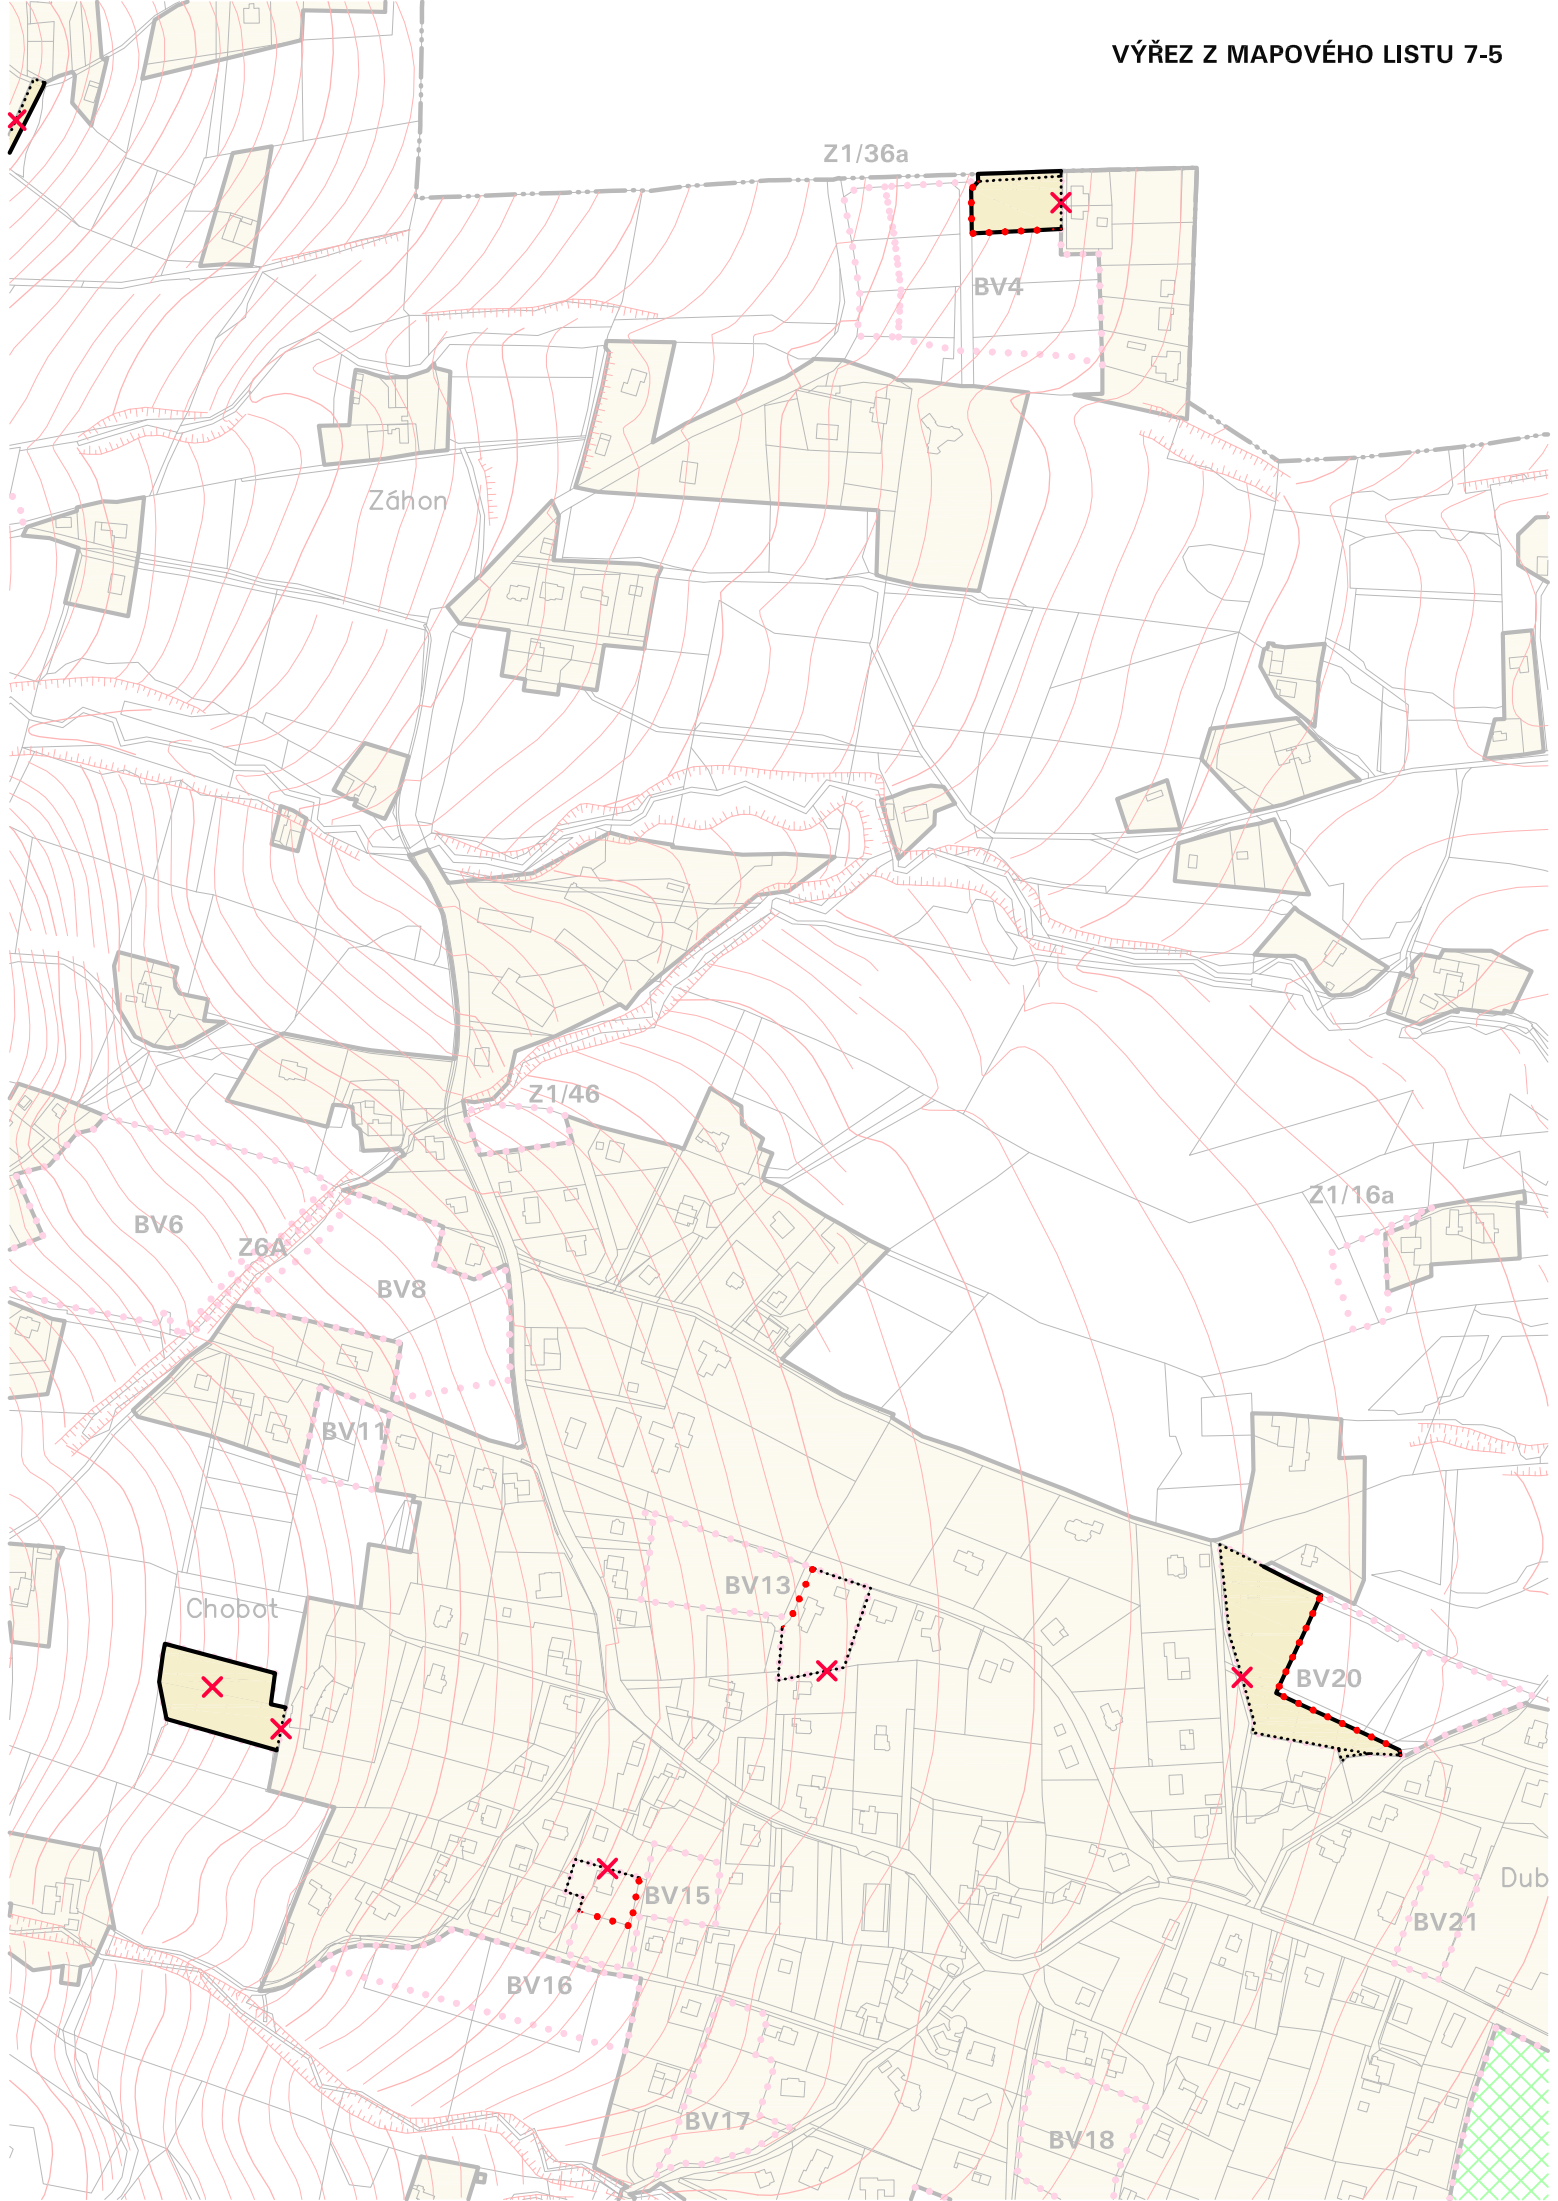 VÝŘEZ Z MAPOVÉHO LISTU 7-5
Z1/36a
BV4
Záhon
Z1/46
Z1/16a
BV6
Z6A
BV8
BV11
BV13
Chobot
BV20
BV15
Dub
BV21
BV16
BV17
BV18